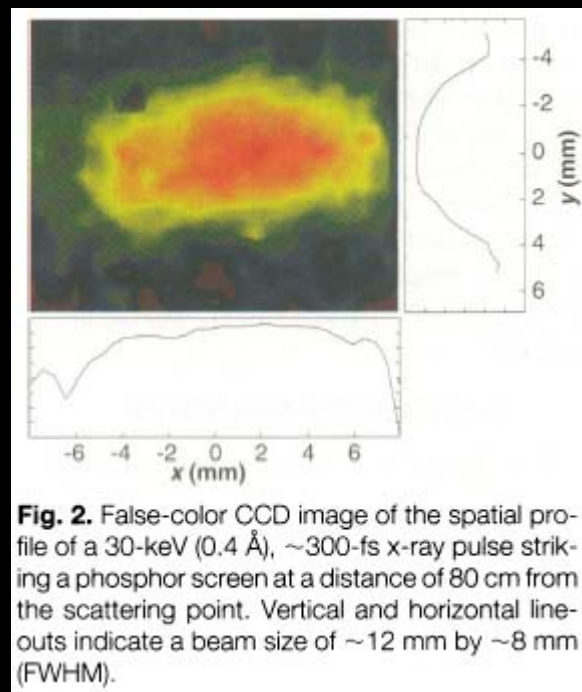 -4
-2
0
2
4
6
y (mm)
-6 -4 -2 0 2 4 6
x (mm)
Fig. 2. False-color CCD image of the spatial pro-
file of a 30-keV (0.4 Å), ~300-fs x-ray pulse strik-
ing a phosphor screen at a distance of 80 cm from
the scattering point. Vertical and horizontal line-
outs indicate a beam size of ~12 mm by ~8 mm
(FWHM).